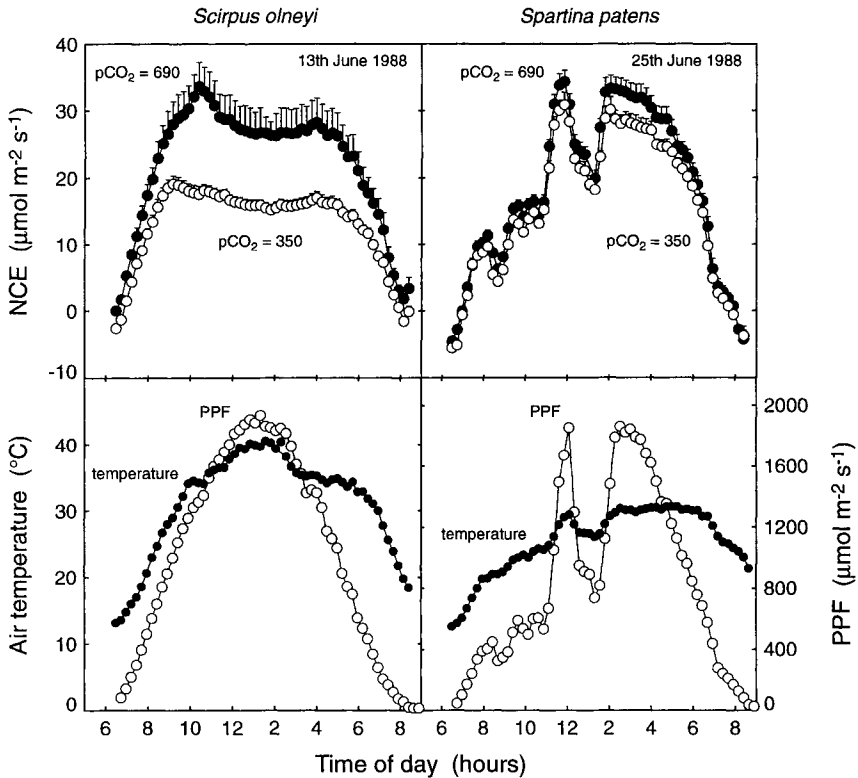 Scirpus olneyi
Spartina patens
NCE (μmol m⁻² s⁻¹)
40
30
20
10
0
-10
pCO₂ = 690
13th June 1988
pCO₂ = 350
pCO₂ = 690
25th June 1988
pCO₂ = 350
Air temperature (°C)
40
30
20
10
0
PPF
temperature
PPF
temperature
2000
1600
1200
800
400
0
PPF (μmol m⁻² s⁻¹)
6 8 10 12 2 4 6 8 6 8 10 12 2 4 6 8
Time of day (hours)